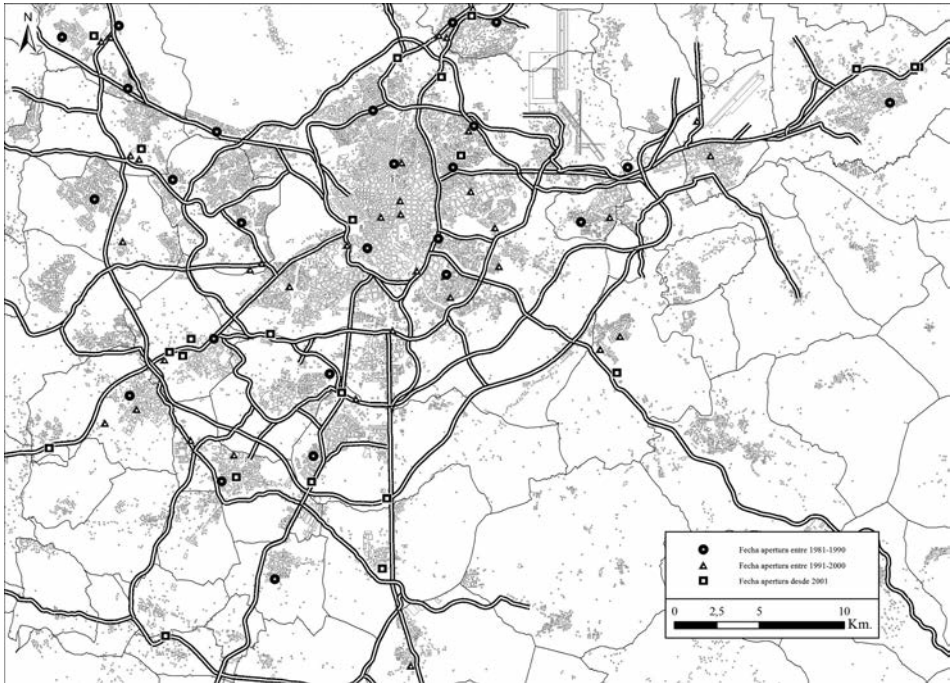 N
Fecha apertura entre 1981-1990
Fecha apertura entre 1991-2000
Fecha apertura desde 2001
0 2,5 5 10
Km.